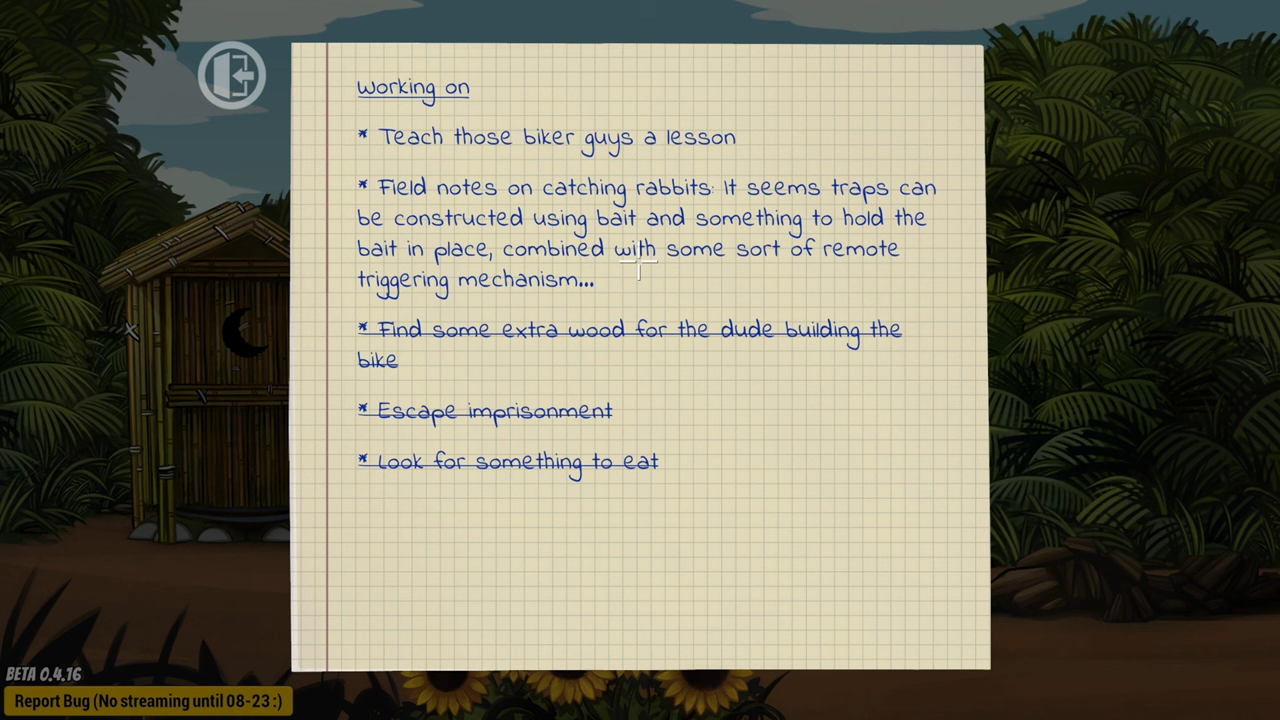 Working on
* Teach those biker guys a lesson
* Field notes on catching rabbits: It seems traps can
be constructed using bait and something to hold the
bait in place, combined with some sort of remote
triggering mechanism...
* Find some extra wood for the dude building the
bike
* Escape imprisonment
* Look for something to eat
BETA 0.4.16
Report Bug (No streaming until 08-23 :)